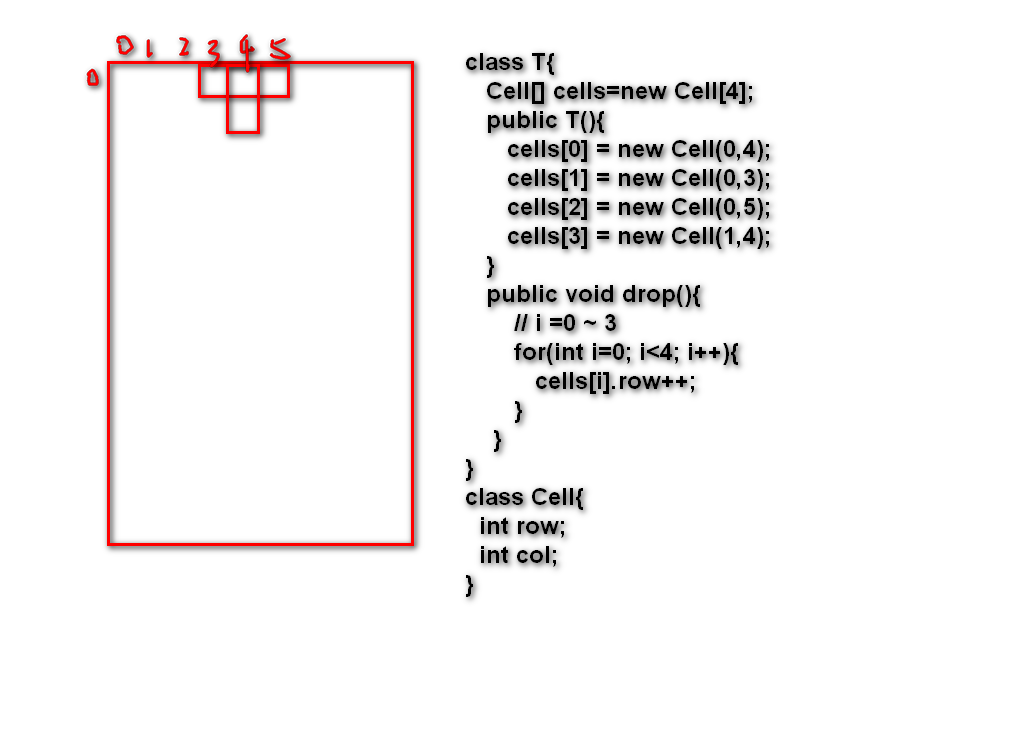 0 1 2 3 4 5
0
class T{
Cell[] cells=new Cell[4];
public T(){
cells[0] = new Cell(0,4);
cells[1] = new Cell(0,3);
cells[2] = new Cell(0,5);
cells[3] = new Cell(1,4);
}
public void drop(){
// i =0 ~ 3
for(int i=0; i<4; i++){
cells[i].row++;
}
}
}
class Cell{
int row;
int col;
}